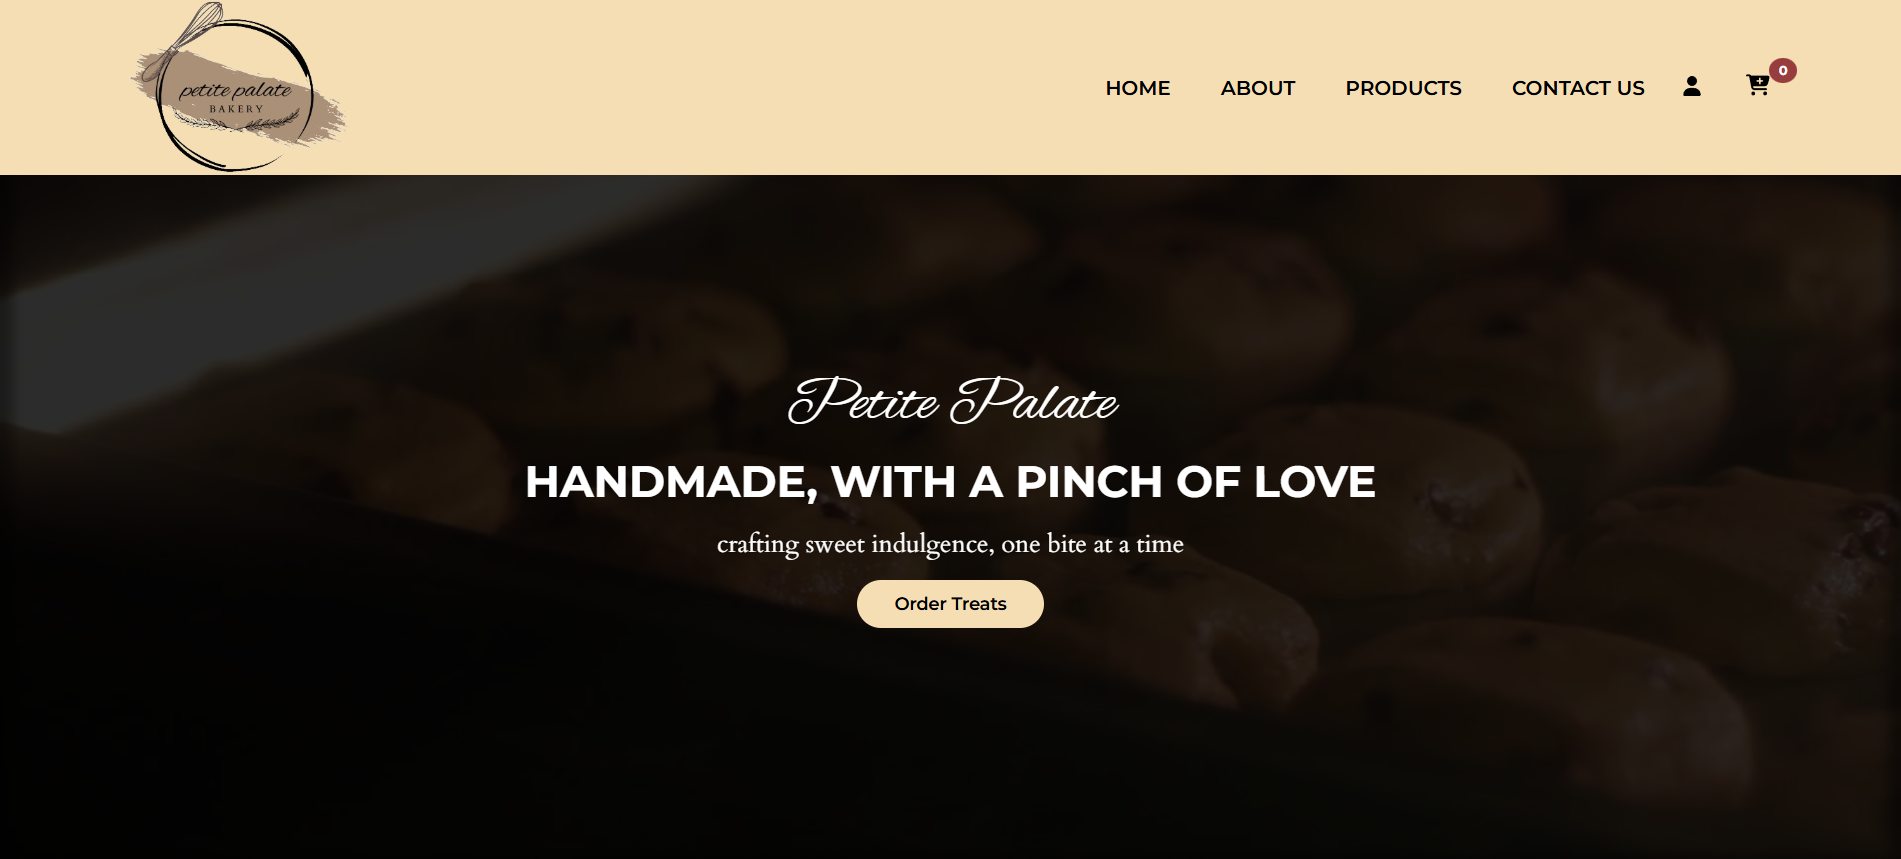 petite palate
BAKERY
HOME ABOUT PRODUCTS CONTACT US 0
Petite Palate
HANDMADE, WITH A PINCH OF LOVE
crafting sweet indulgence, one bite at a time
Order Treats